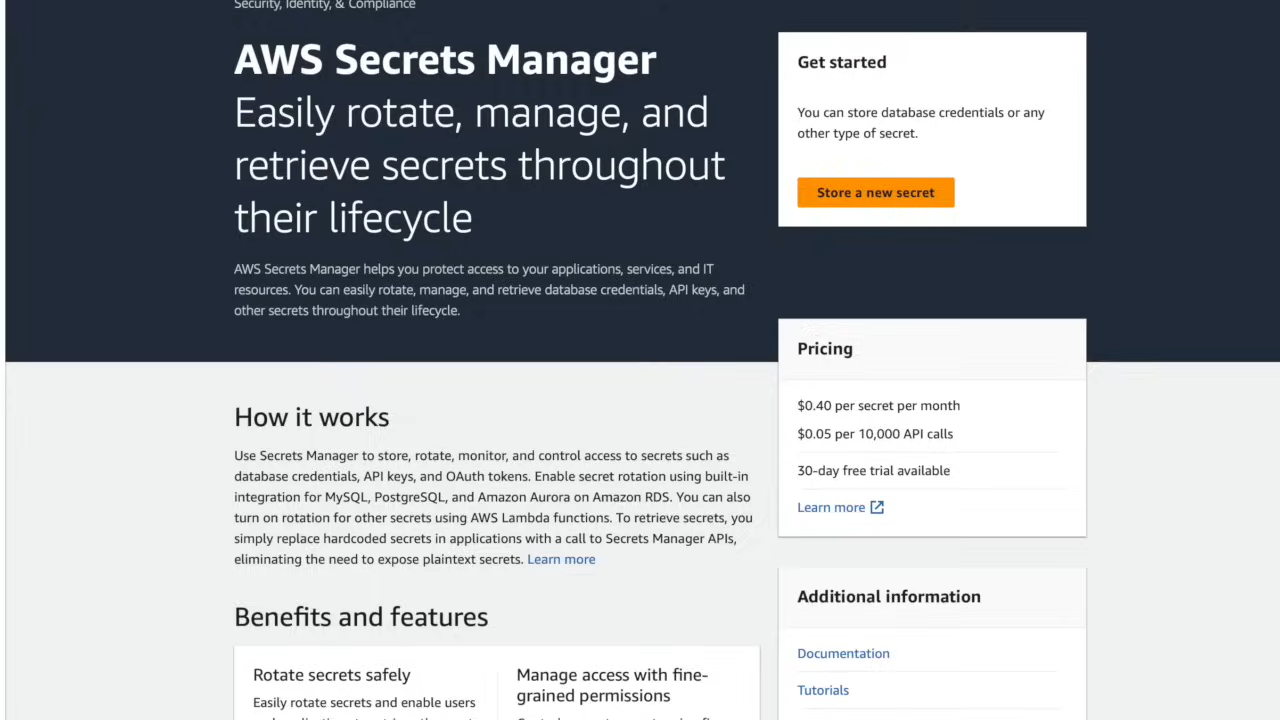 Security, Identity, & Compliance
AWS Secrets Manager
Easily rotate, manage, and
retrieve secrets throughout
their lifecycle
AWS Secrets Manager helps you protect access to your applications, services, and IT
resources. You can easily rotate, manage, and retrieve database credentials, API keys, and
other secrets throughout their lifecycle.
Get started
You can store database credentials or any
other type of secret.
Store a new secret
Pricing
$0.40 per secret per month
$0.05 per 10,000 API calls
30-day free trial available
Learn more
How it works
Use Secrets Manager to store, rotate, monitor, and control access to secrets such as
database credentials, API keys, and OAuth tokens. Enable secret rotation using built-in
integration for MySQL, PostgreSQL, and Amazon Aurora on Amazon RDS. You can also
turn on rotation for other secrets using AWS Lambda functions. To retrieve secrets, you
simply replace hardcoded secrets in applications with a call to Secrets Manager APIs,
eliminating the need to expose plaintext secrets. Learn more
Benefits and features
Rotate secrets safely
Easily rotate secrets and enable users
Manage access with fine-
grained permissions
Additional information
Documentation
Tutorials